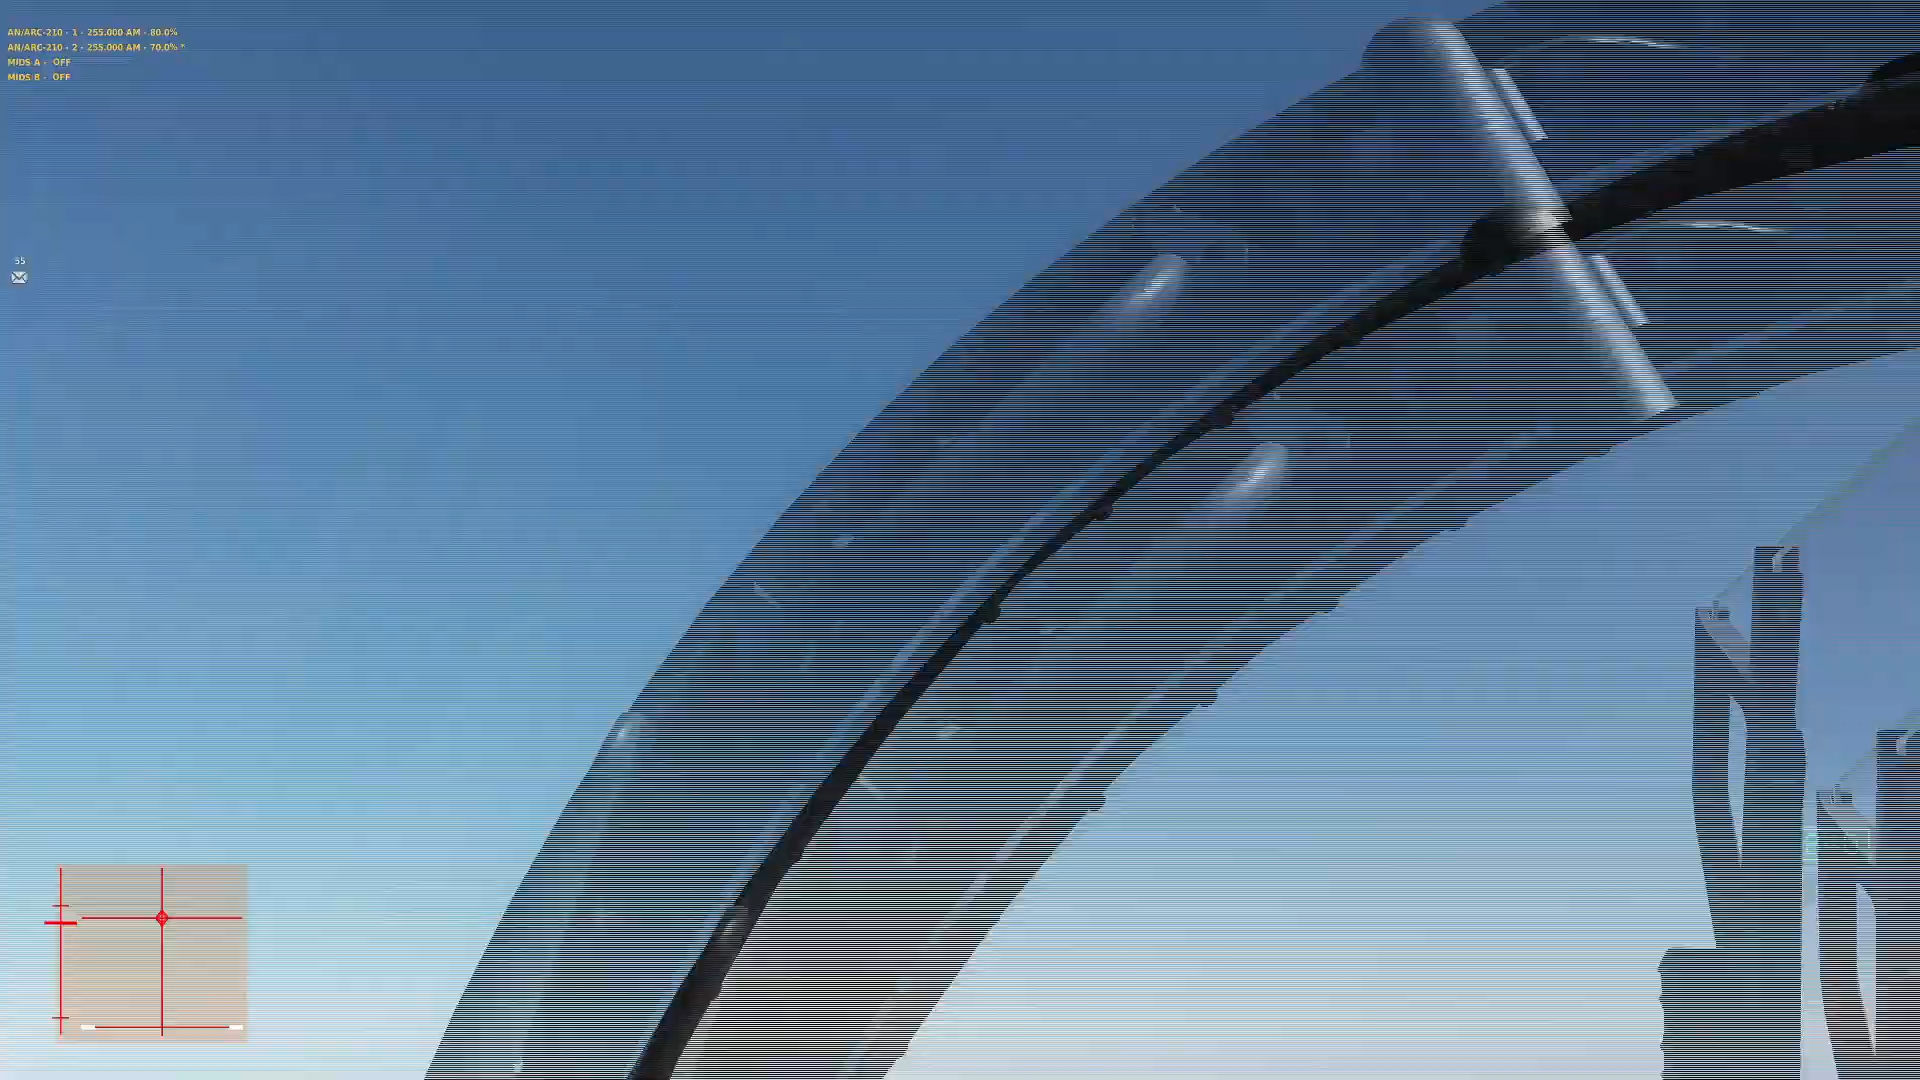 AN/ARC-210 - 1 - 255.000 AM - 80.0%
AN/ARC-210 - 2 - 255.000 AM - 70.0% *
MIDS A - OFF
MIDS B - OFF
55